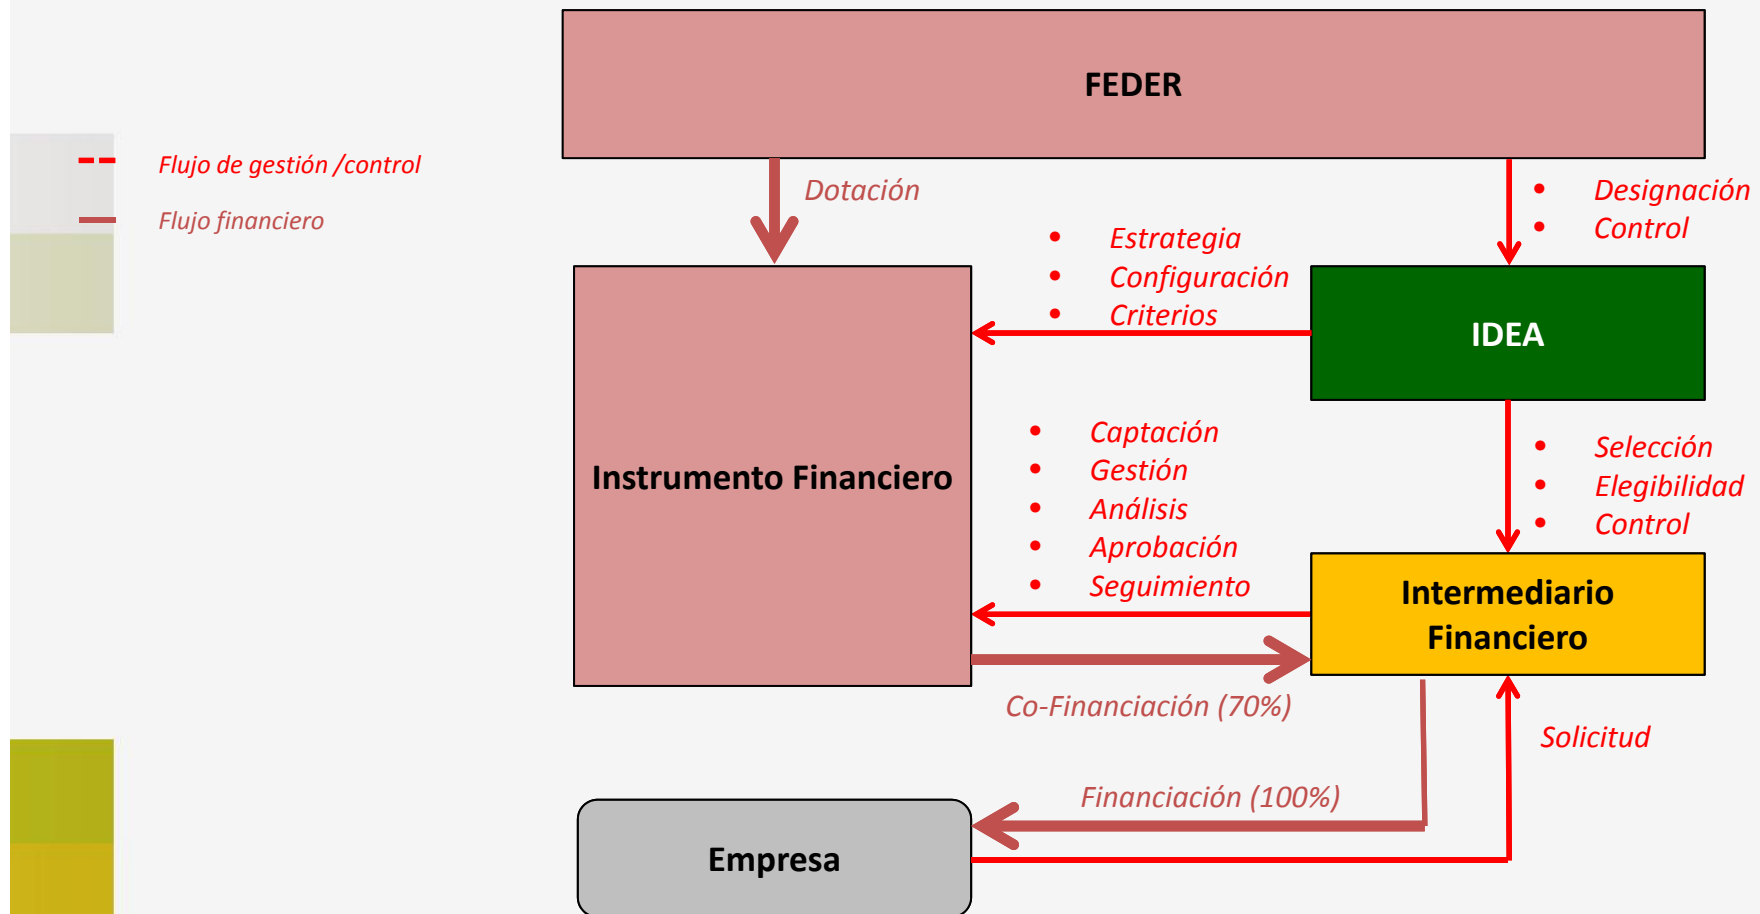 FEDER
Flujo de gestión /control
Flujo financiero
Dotación
• Designación
• Control
• Estrategia
• Configuración
• Criterios
IDEA
Instrumento Financiero
• Captación
• Gestión
• Análisis
• Aprobación
• Seguimiento
• Selección
• Elegibilidad
• Control
Intermediario
Financiero
Co-Financiación (70%)
Solicitud
Financiación (100%)
Empresa